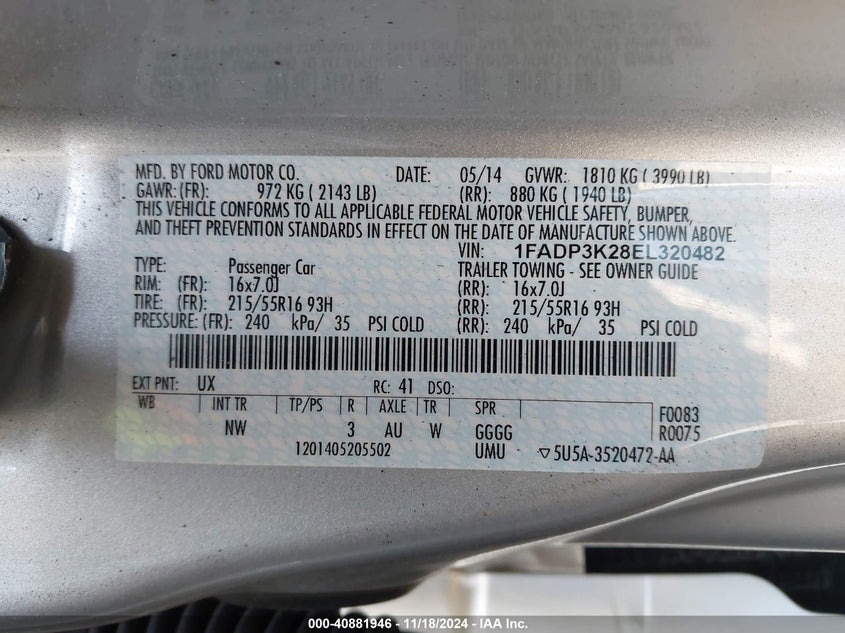 MFD. BY FORD MOTOR CO. DATE: 05/14 GVWR: 1810 KG ( 3990 LB)
GAWR: (FR): 972 KG ( 2143 LB) (RR): 880 KG ( 1940 LB)
THIS VEHICLE CONFORMS TO ALL APPLICABLE FEDERAL MOTOR VEHICLE SAFETY, BUMPER,
AND THEFT PREVENTION STANDARDS IN EFFECT ON THE DATE OF MANUFACTURE SHOWN ABOVE.
VIN: 1FADP3K28EL320482
TYPE: Passenger Car TRAILER TOWING - SEE OWNER GUIDE
RIM: (FR): 16x7.0J (RR): 16x7.0J
TIRE: (FR): 215/55R16 93H (RR): 215/55R16 93H
PRESSURE: (FR): 240 kPa/ 35 PSI COLD (RR): 240 kPa/ 35 PSI COLD
EXT PNT: UX RC: 41 DSO:
WB INT TR TP/PS R AXLE TR SPR F0083
NW 3 AU W GGGG R0075
1201405205502 UMU ▽5U5A-3520472-AA
000-40881946 | 11/18/2024 - IAA Inc.